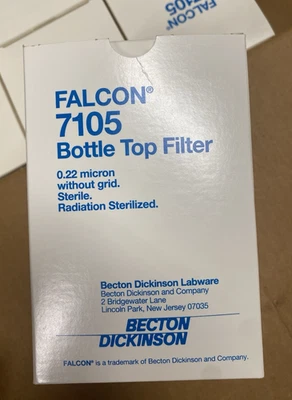 FALCON
FALCON®
7105
Bottle Top Filter
0.22 micron
without grid.
Sterile.
Radiation Sterilized.
Becton Dickinson Labware
Becton Dickinson and Company
2 Bridgewater Lane
Lincoln Park, New Jersey 07035
BECTON
DICKINSON
FALCON® is a trademark of Becton Dickinson and Company.